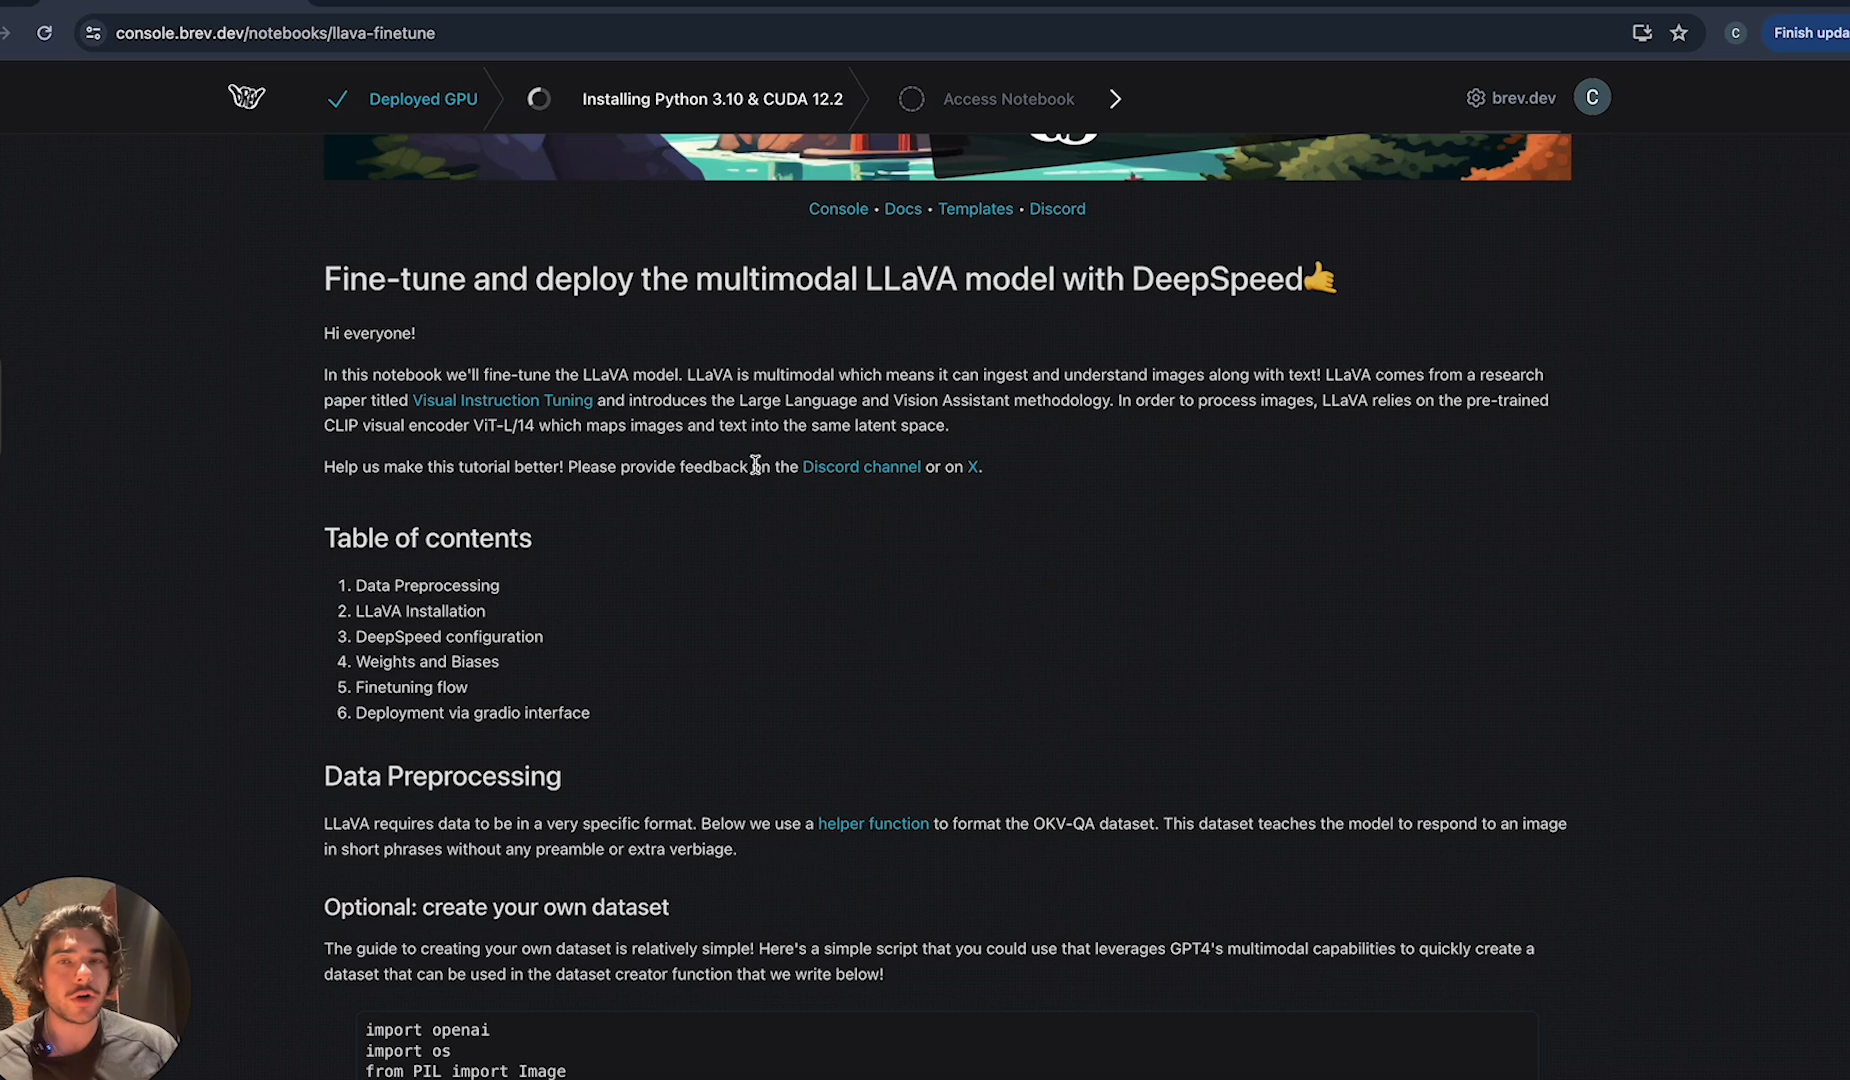 console.brev.dev/notebooks/llava-finetune
C
Finish upda
Deployed GPU
Installing Python 3.10 & CUDA 12.2
Access Notebook
brev.dev
C
Console • Docs • Templates • Discord
Fine-tune and deploy the multimodal LLaVA model with DeepSpeed🤙
Hi everyone!
In this notebook we'll fine-tune the LLaVA model. LLaVA is multimodal which means it can ingest and understand images along with text! LLaVA comes from a research
paper titled Visual Instruction Tuning and introduces the Large Language and Vision Assistant methodology. In order to process images, LLaVA relies on the pre-trained
CLIP visual encoder ViT-L/14 which maps images and text into the same latent space.
Help us make this tutorial better! Please provide feedback on the Discord channel or on X.
Table of contents
1. Data Preprocessing
2. LLaVA Installation
3. DeepSpeed configuration
4. Weights and Biases
5. Finetuning flow
6. Deployment via gradio interface
Data Preprocessing
LLaVA requires data to be in a very specific format. Below we use a helper function to format the OKV-QA dataset. This dataset teaches the model to respond to an image
in short phrases without any preamble or extra verbiage.
Optional: create your own dataset
The guide to creating your own dataset is relatively simple! Here's a simple script that you could use that leverages GPT4's multimodal capabilities to quickly create a
dataset that can be used in the dataset creator function that we write below!
import openai
import os
from PIL import Image